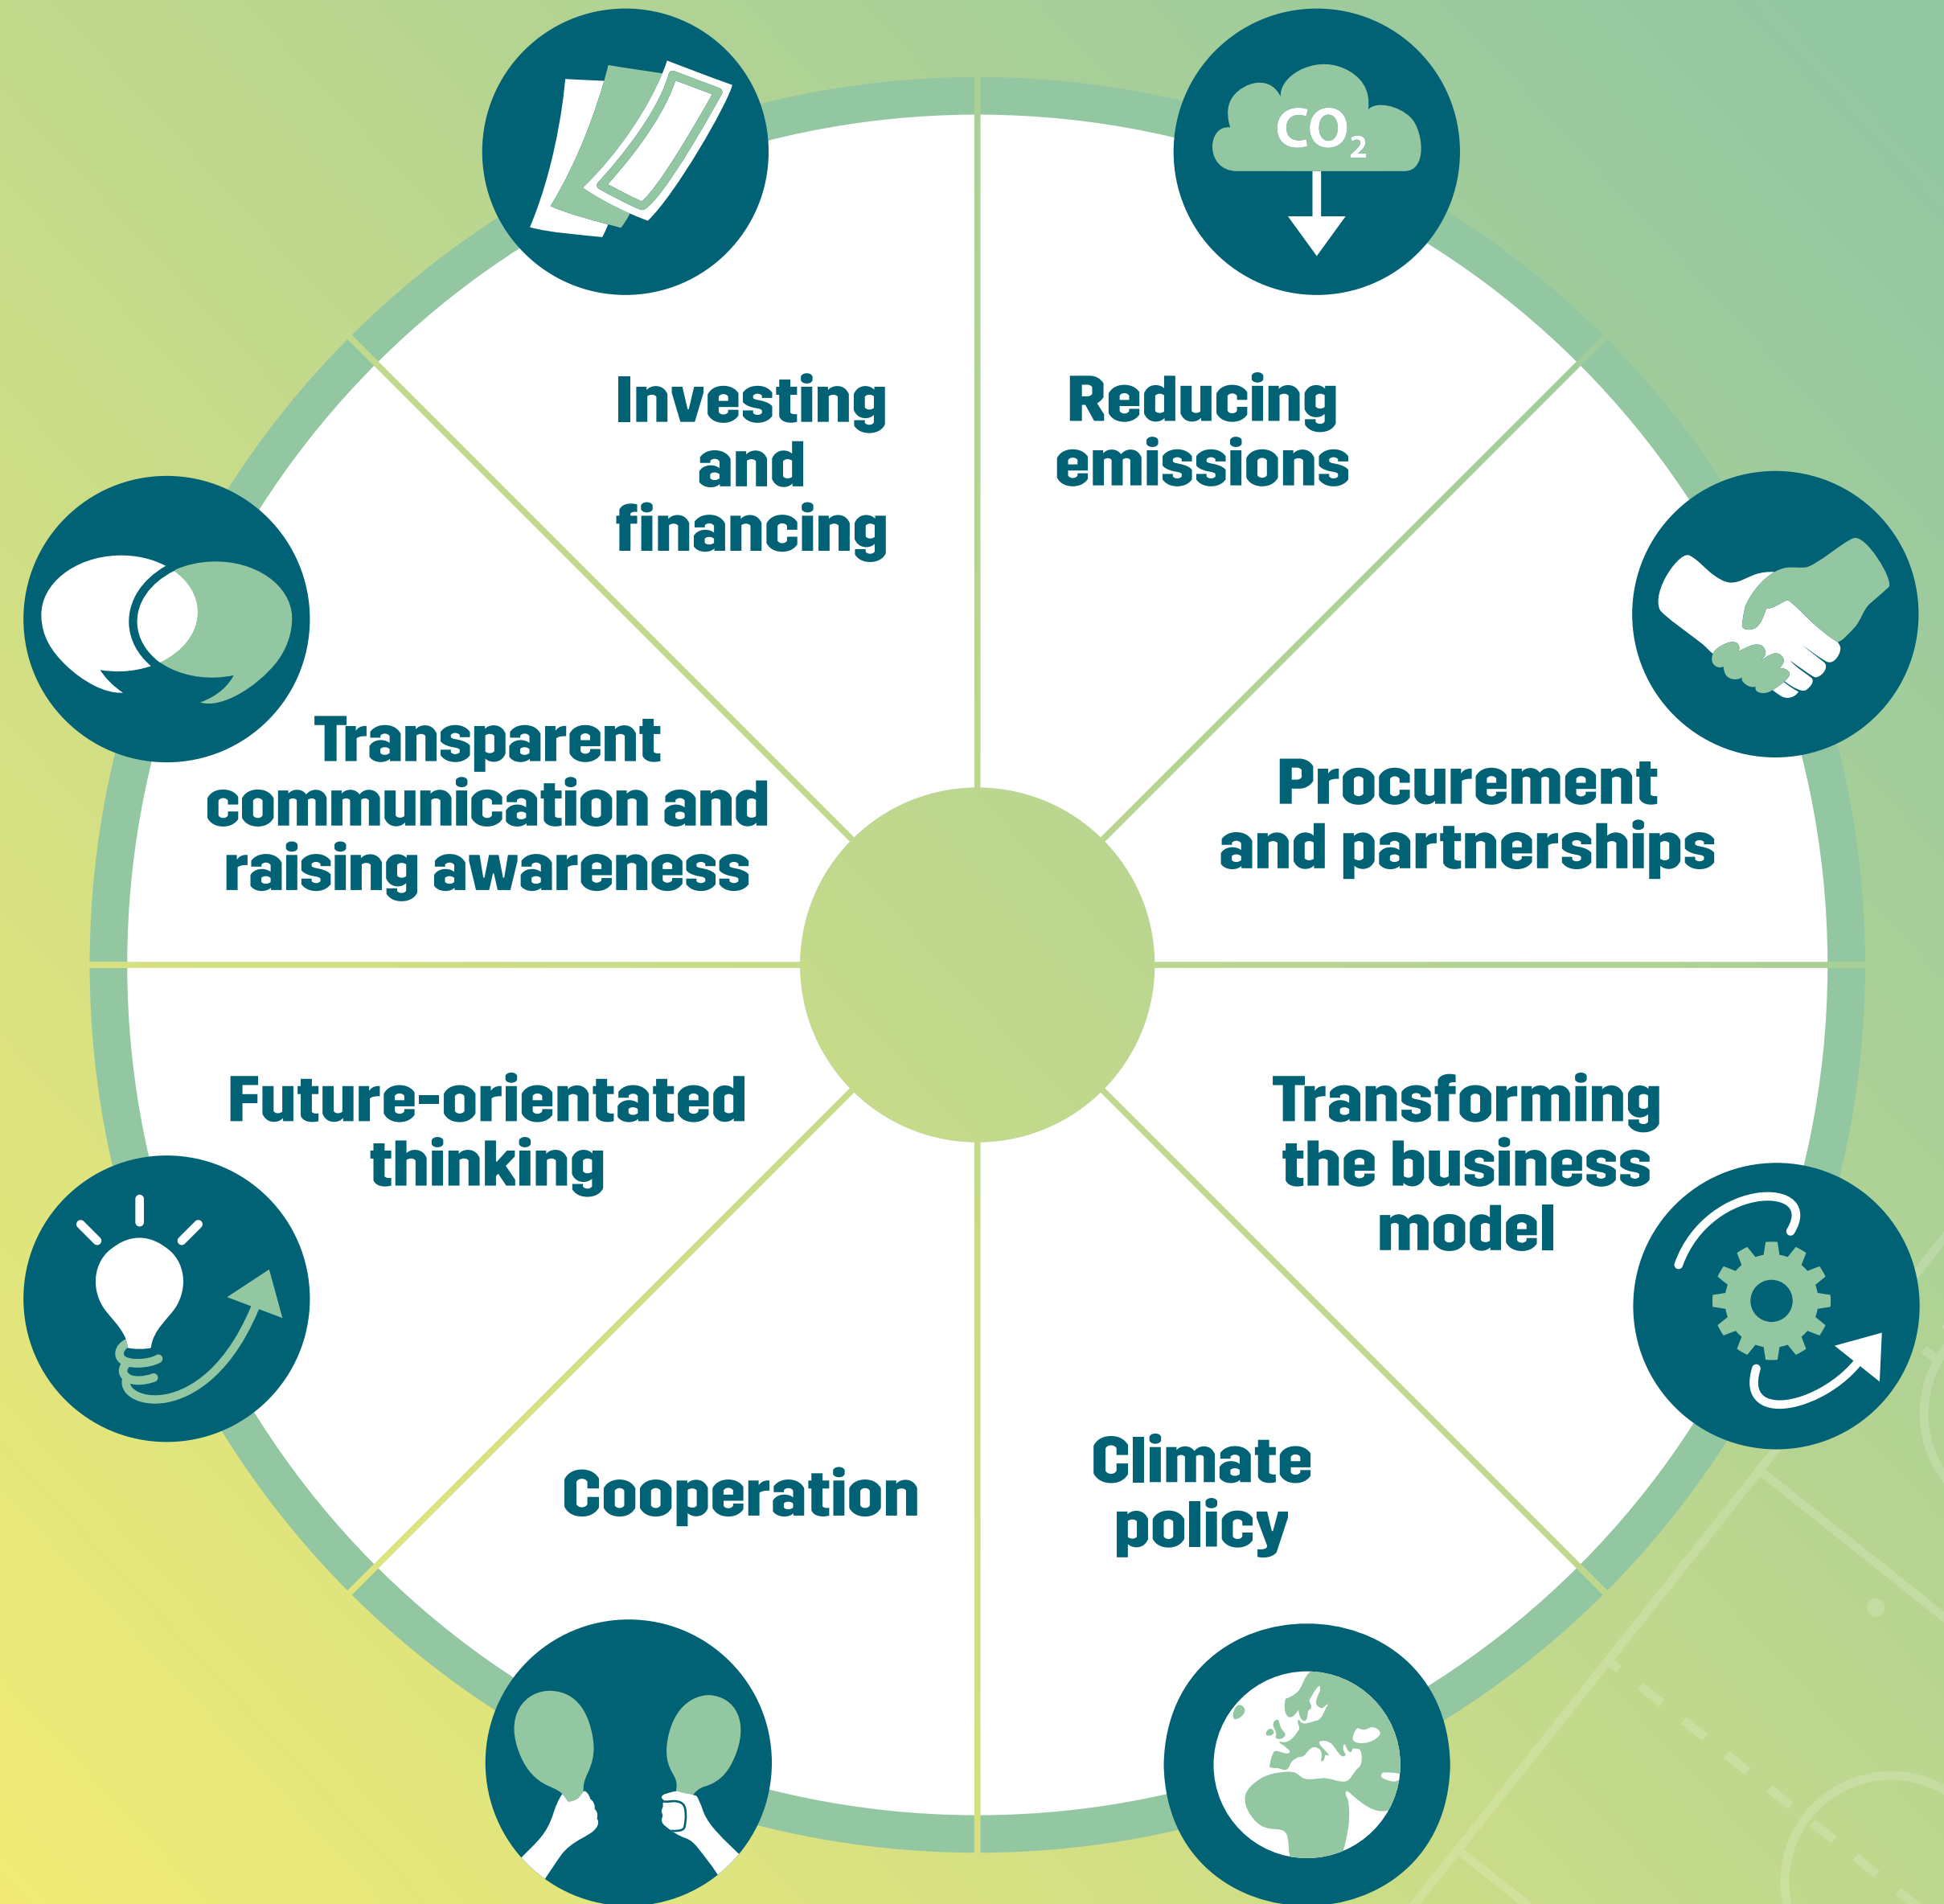 CO₂
Investing
and
financing
Reducing
emissions
Transparent
communication and
raising awareness
Procurement
and partnerships
Future-orientated
thinking
Transforming
the business
model
Cooperation
Climate
policy